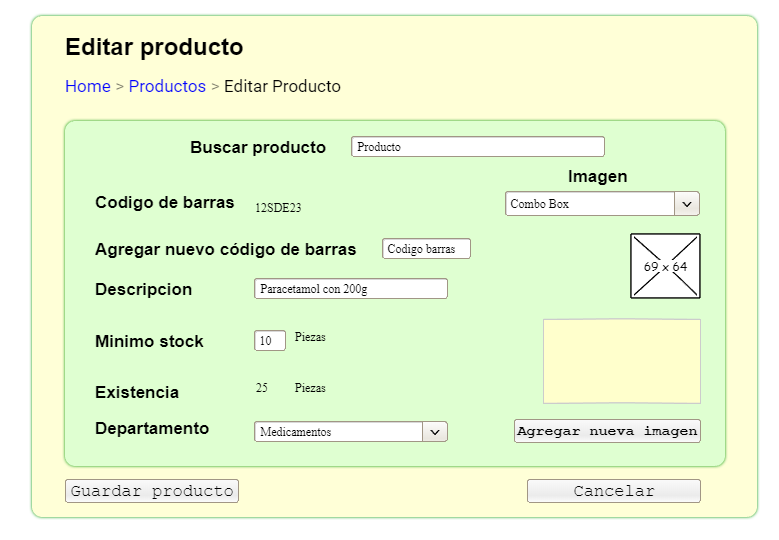 Editar producto
Home > Productos > Editar Producto
Buscar producto Producto
Imagen
Codigo de barras 12SDE23 Combo Box
Agregar nuevo código de barras Codigo barras
69 x 64
Descripcion Paracetamol con 200g
Minimo stock 10 Piezas
Existencia 25 Piezas
Departamento Medicamentos Agregar nueva imagen
Guardar producto Cancelar